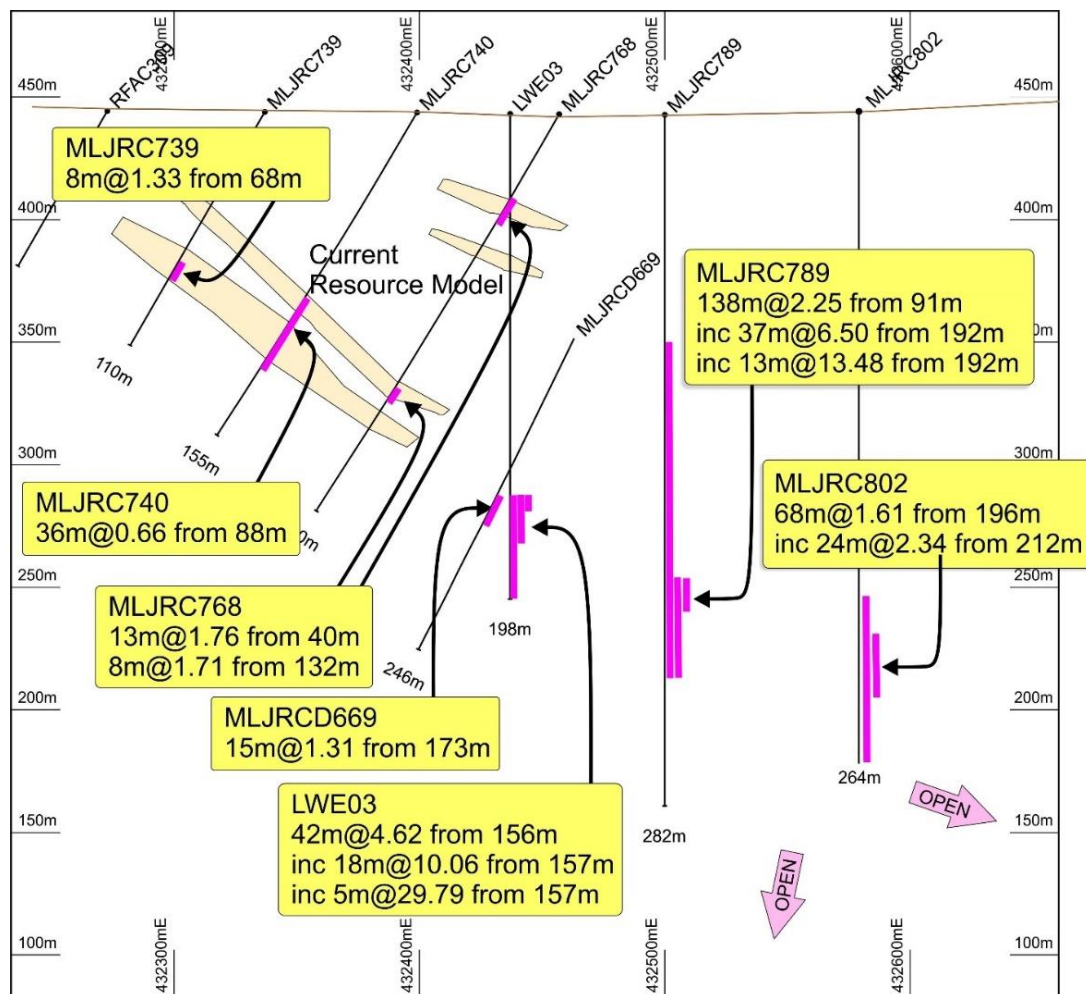 432300mE
432400mE
432500mE
432600mE
RFAC309
MLJRC739
MLJRC740
LWE03
MLJRC768
MLJRC789
MLJRC802
450m
450m
MLJRC739
8m@1.33 from 68m
400m
400m
Current
Resource Model
MLJRCD669
MLJRC789
138m@2.25 from 91m
inc 37m@6.50 from 192m
inc 13m@13.48 from 192m
350m
110m
155m
300m
300m
MLJRC740
36m@0.66 from 88m
MLJRC802
68m@1.61 from 196m
inc 24m@2.34 from 212m
250m
250m
MLJRC768
13m@1.76 from 40m
8m@1.71 from 132m
198m
246m
200m
200m
MLJRCD669
15m@1.31 from 173m
264m
OPEN
LWE03
42m@4.62 from 156m
inc 18m@10.06 from 157m
inc 5m@29.79 from 157m
150m
150m
282m
OPEN
100m
100m
432300mE
432400mE
432500mE
432600mE